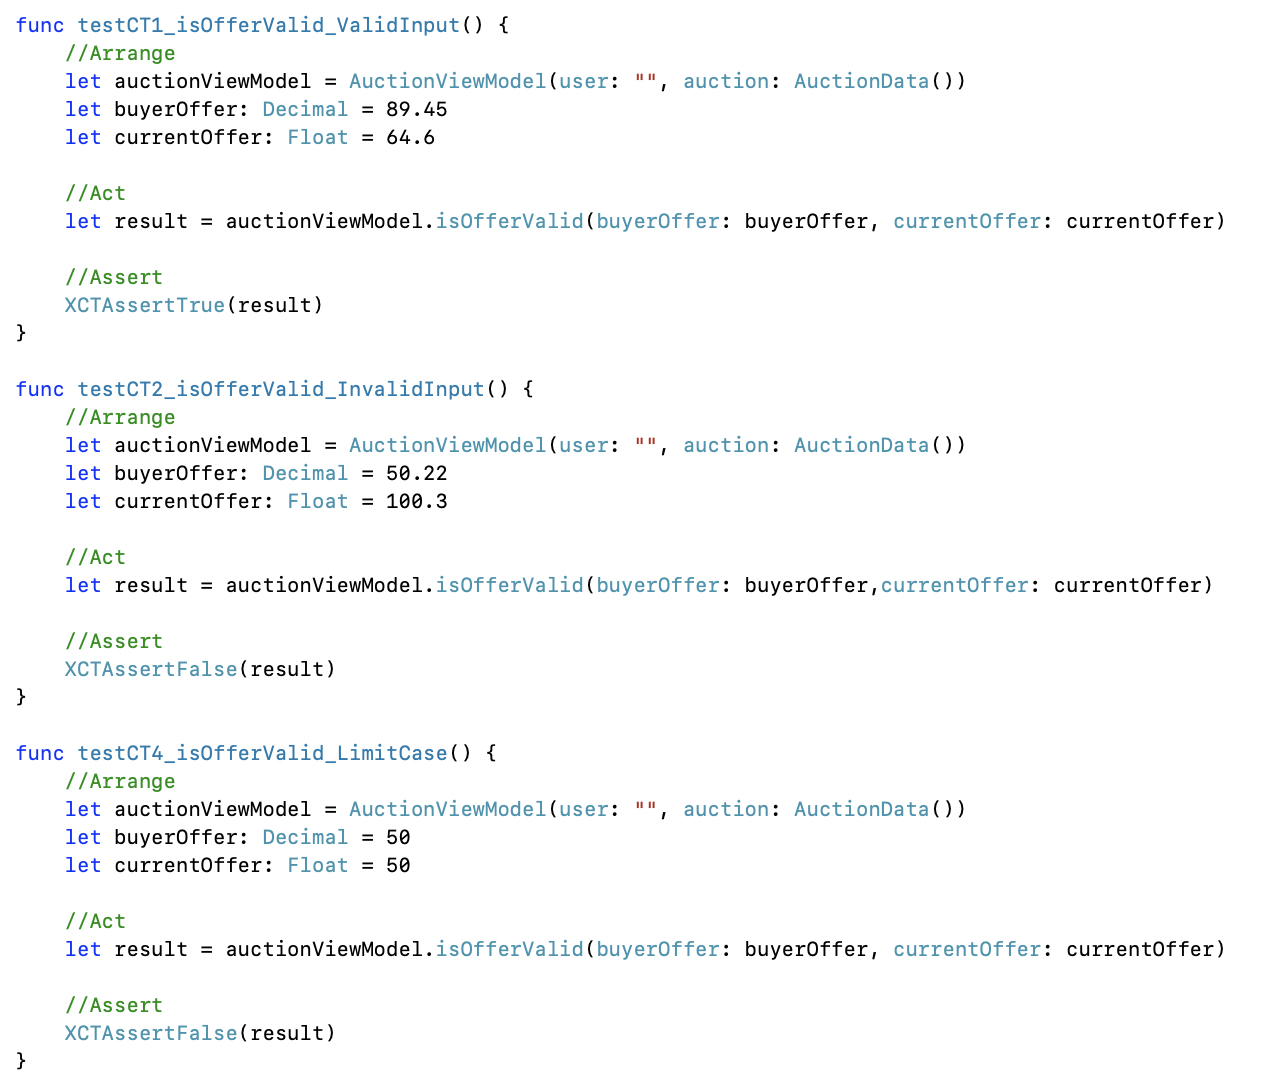 func testCT1_isOfferValid_ValidInput() {
    //Arrange
    let auctionViewModel = AuctionViewModel(user: "", auction: AuctionData())
    let buyerOffer: Decimal = 89.45
    let currentOffer: Float = 64.6

    //Act
    let result = auctionViewModel.isOfferValid(buyerOffer: buyerOffer, currentOffer: currentOffer)

    //Assert
    XCTAssertTrue(result)
}

func testCT2_isOfferValid_InvalidInput() {
    //Arrange
    let auctionViewModel = AuctionViewModel(user: "", auction: AuctionData())
    let buyerOffer: Decimal = 50.22
    let currentOffer: Float = 100.3

    //Act
    let result = auctionViewModel.isOfferValid(buyerOffer: buyerOffer,currentOffer: currentOffer)

    //Assert
    XCTAssertFalse(result)
}

func testCT4_isOfferValid_LimitCase() {
    //Arrange
    let auctionViewModel = AuctionViewModel(user: "", auction: AuctionData())
    let buyerOffer: Decimal = 50
    let currentOffer: Float = 50

    //Act
    let result = auctionViewModel.isOfferValid(buyerOffer: buyerOffer, currentOffer: currentOffer)

    //Assert
    XCTAssertFalse(result)
}